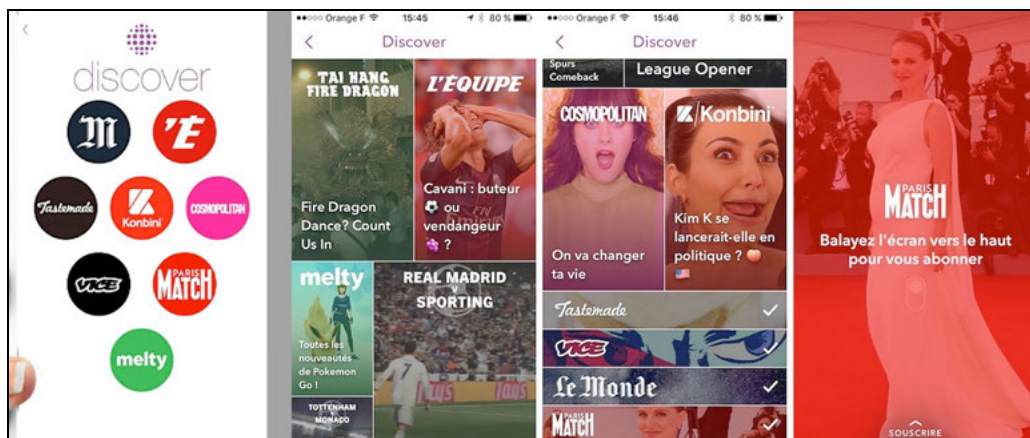 discover
M
'E
Tastemade
Konbini
COSMOPOLITAN
VICE
PARIS
MATCH
melty
Orange F
15:45
80 %
Discover
TAI HANG
FIRE DRAGON
Fire Dragon
Dance? Count
Us In
L'ÉQUIPE
Cavani : buteur
⚽ ou
vendangeur
🍇 ?
melty
Toutes les
nouveautés
de Pokemon
Go !
REAL MADRID
V
SPORTING
TOTTENHAM
V
MONACO
Orange F
15:46
80 %
Discover
Spurs
Comeback
League Opener
COSMOPOLITAN
On va changer
ta vie
Konbini
Kim K se
lancerait-elle en
politique ? 🍑
🇺🇸
Tastemade
VICE
Le Monde
PARIS
MATCH
PARIS
MATCH
Balayez l'écran vers le haut
pour vous abonner
SOUSCRIRE